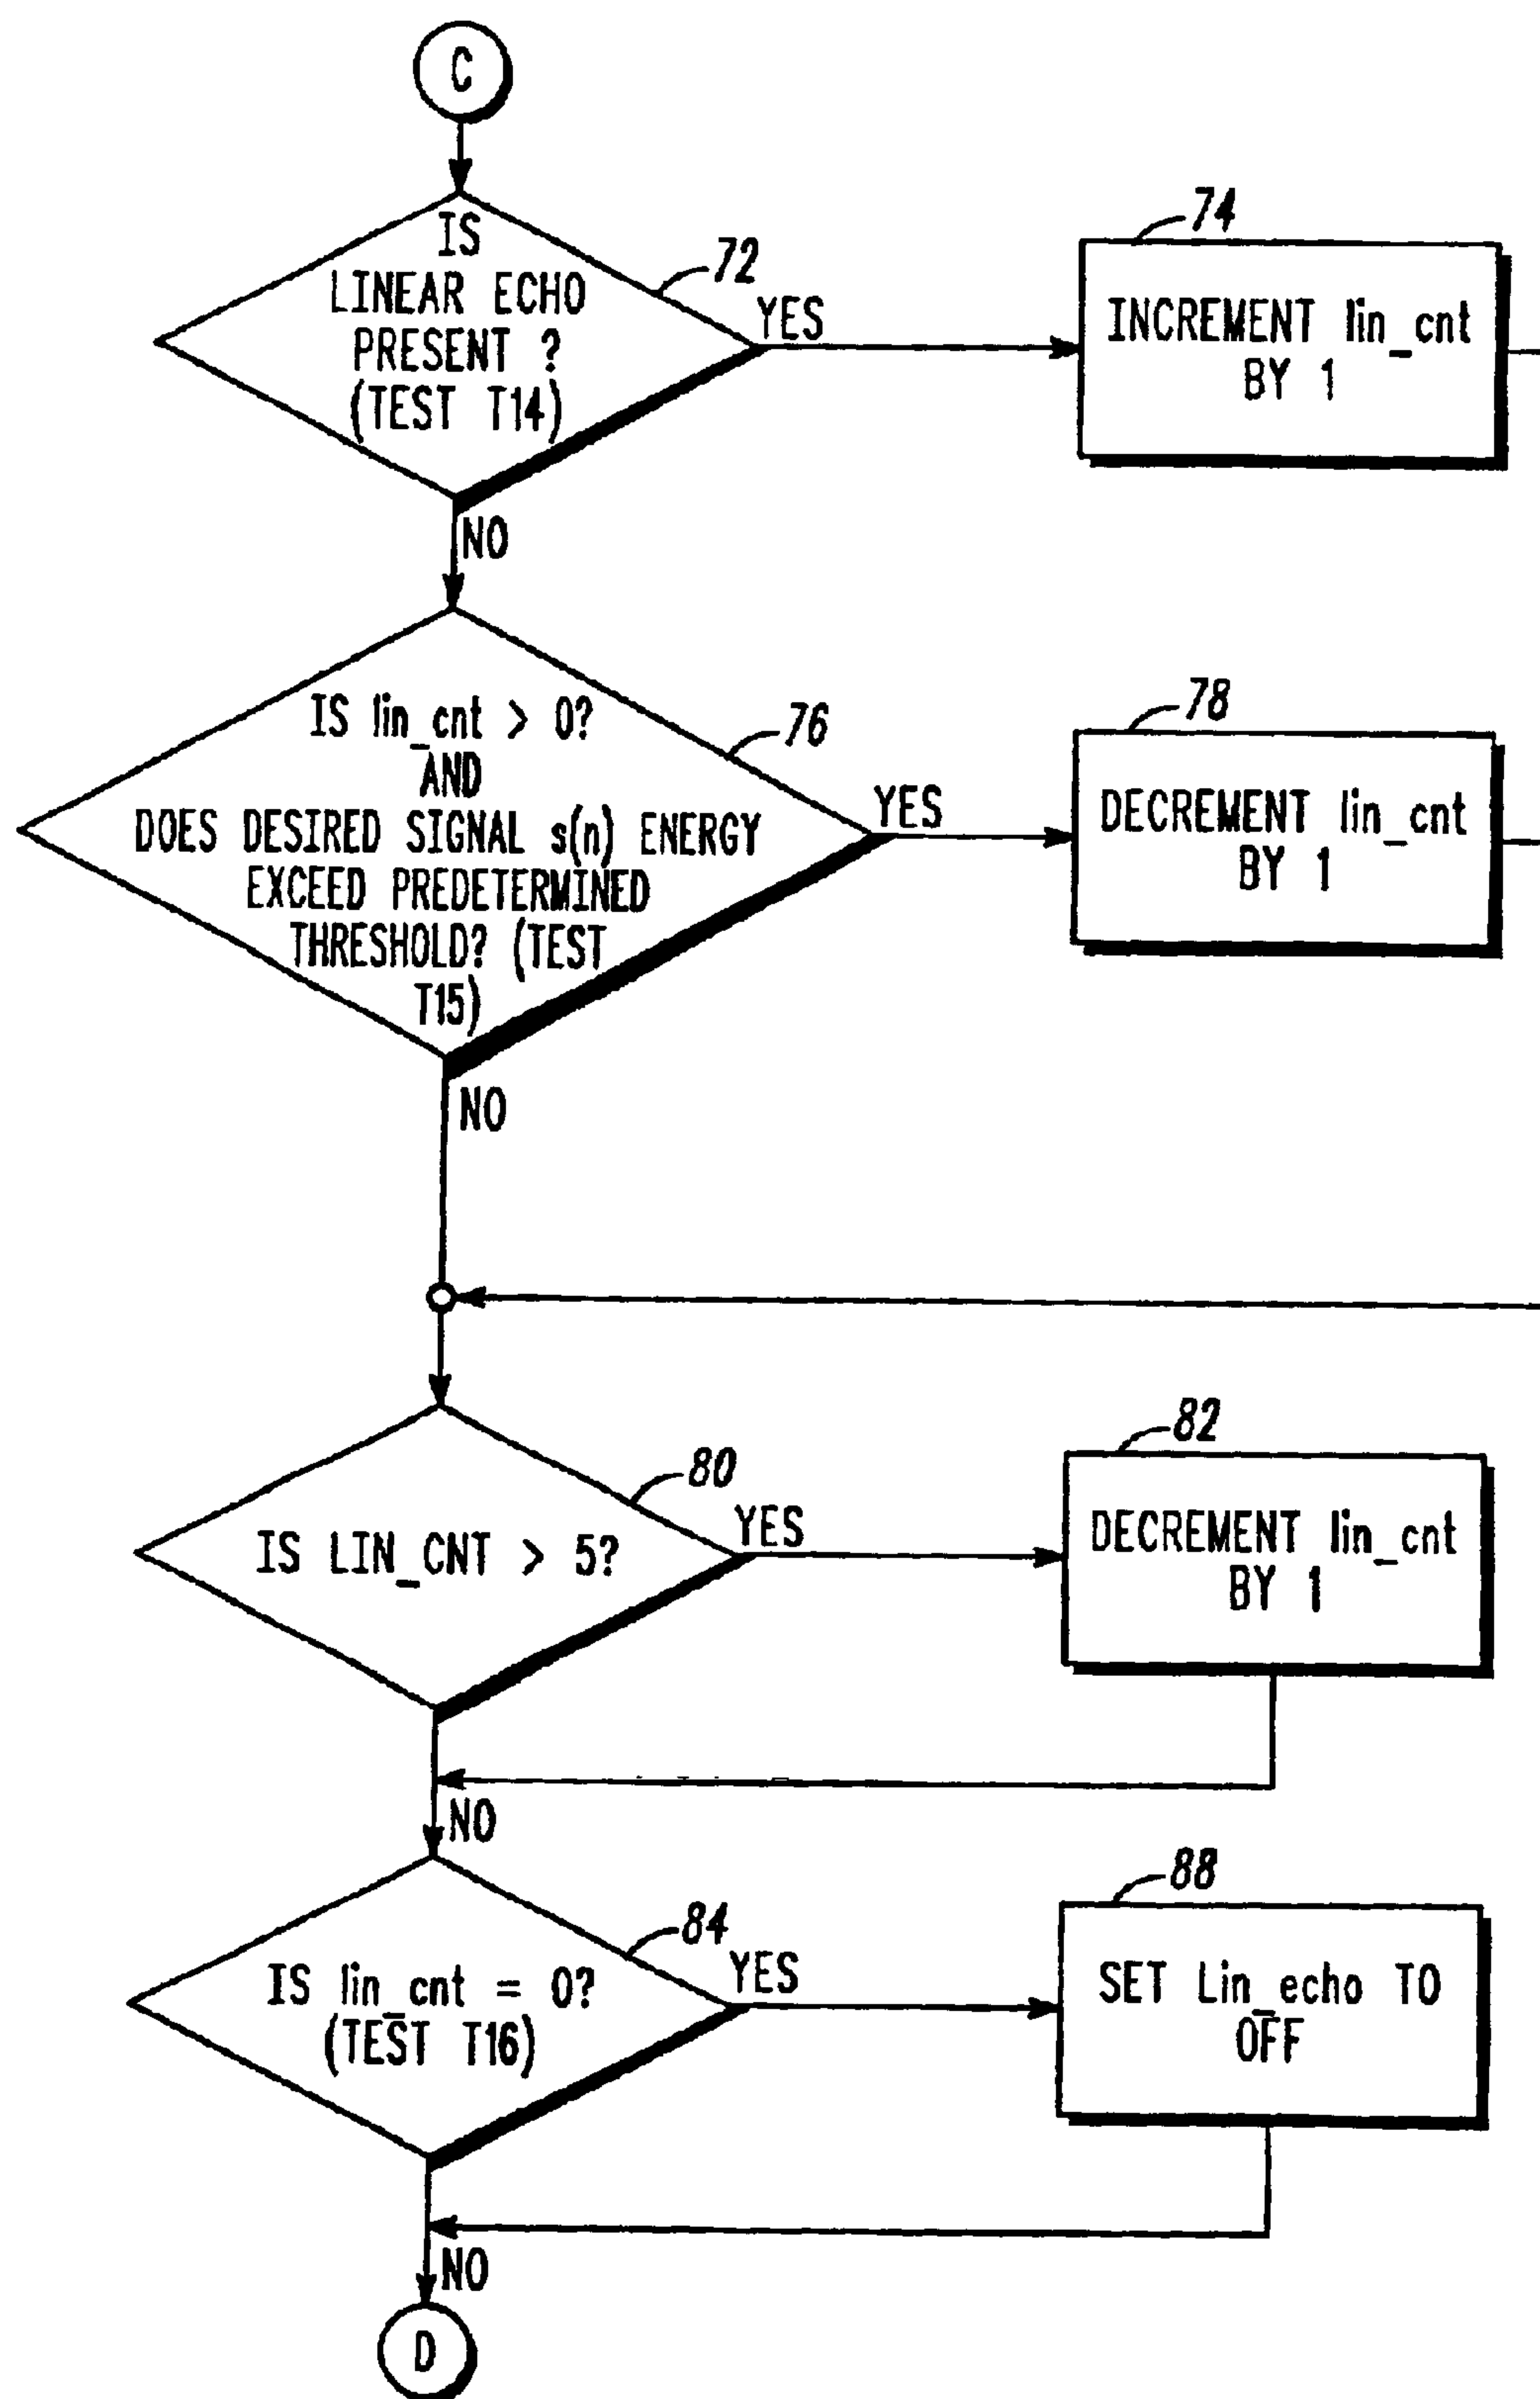 C
IS
LINEAR ECHO
PRESENT ?
(TEST T14)
72
YES
74
INCREMENT lin_cnt
BY 1
NO
IS lin_cnt > 0?
AND
DOES DESIRED SIGNAL s(n) ENERGY
EXCEED PREDETERMINED
THRESHOLD? (TEST
T15)
76
YES
78
DECREMENT lin_cnt
BY 1
NO
IS LIN_CNT > 5?
80
YES
82
DECREMENT lin_cnt
BY 1
NO
IS lin_cnt = 0?
(TEST T16)
84
YES
88
SET Lin_echo TO
OFF
NO
D